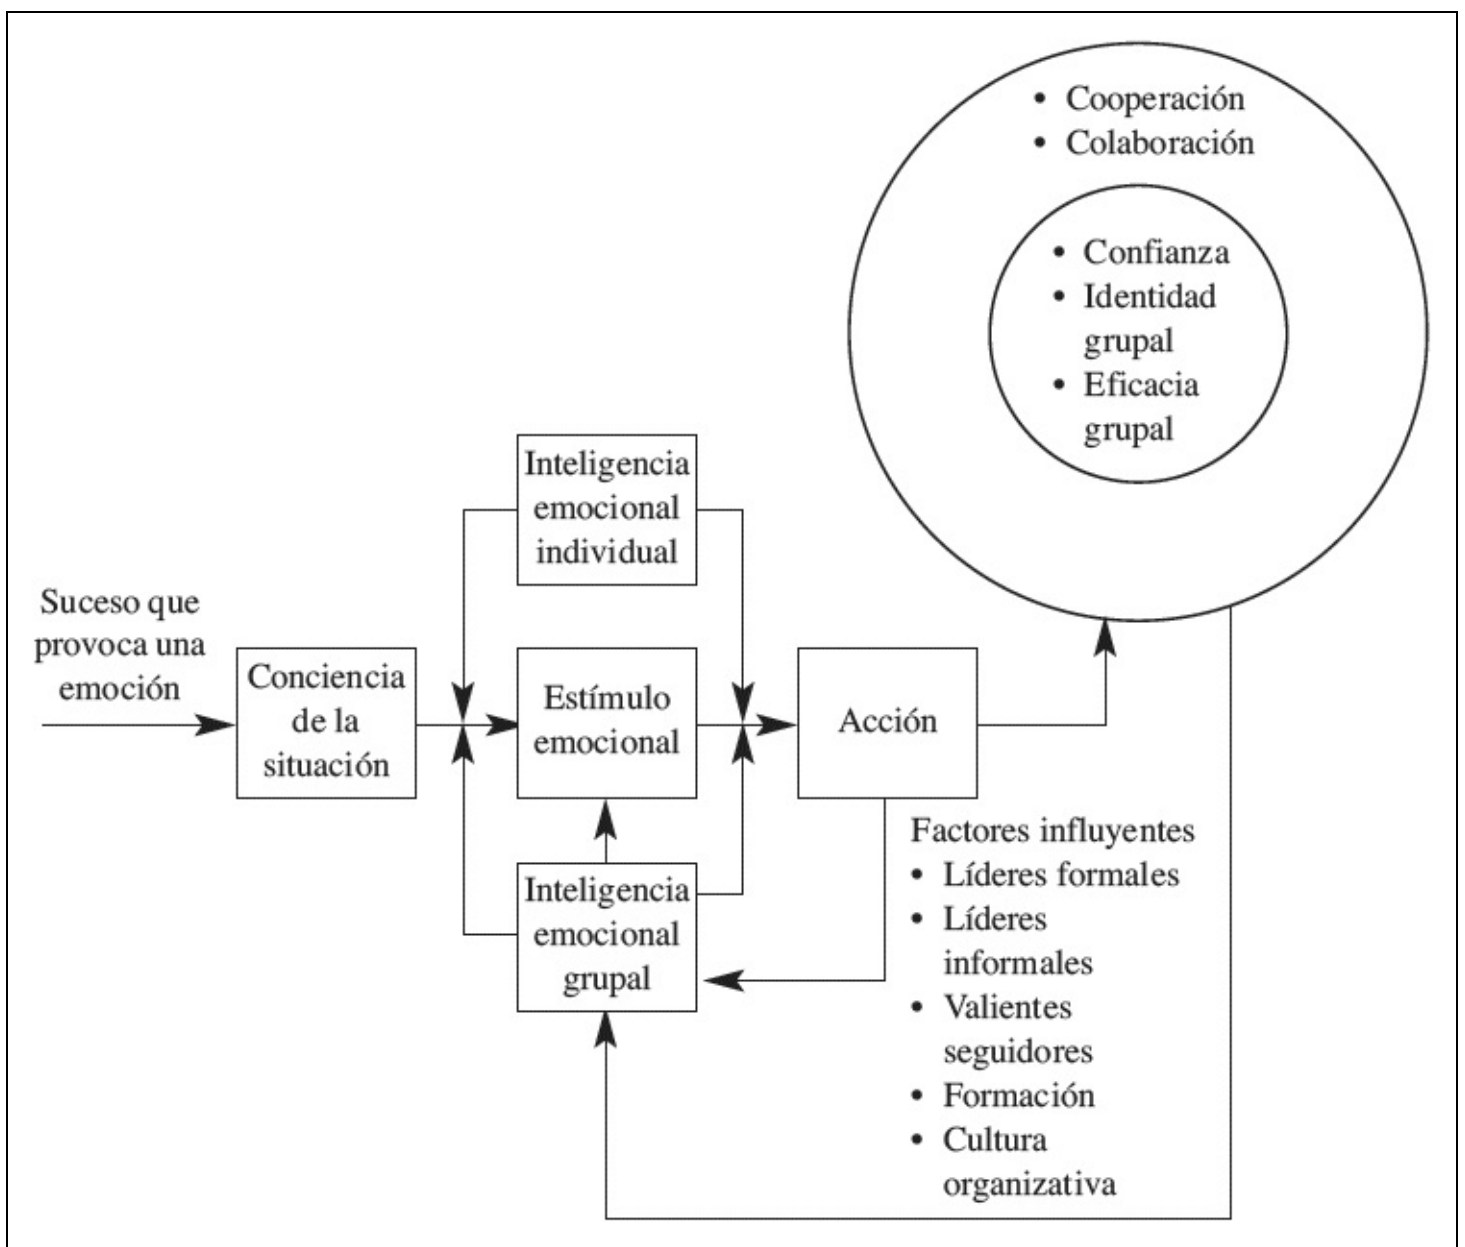 • Cooperación
• Colaboración
• Confianza
• Identidad
grupal
• Eficacia
grupal
Inteligencia
emocional
individual
Suceso que
provoca una
emoción
Conciencia
de la
situación
Estímulo
emocional
Acción
Inteligencia
emocional
grupal
Factores influyentes
• Líderes formales
• Líderes
informales
• Valientes
seguidores
• Formación
• Cultura
organizativa